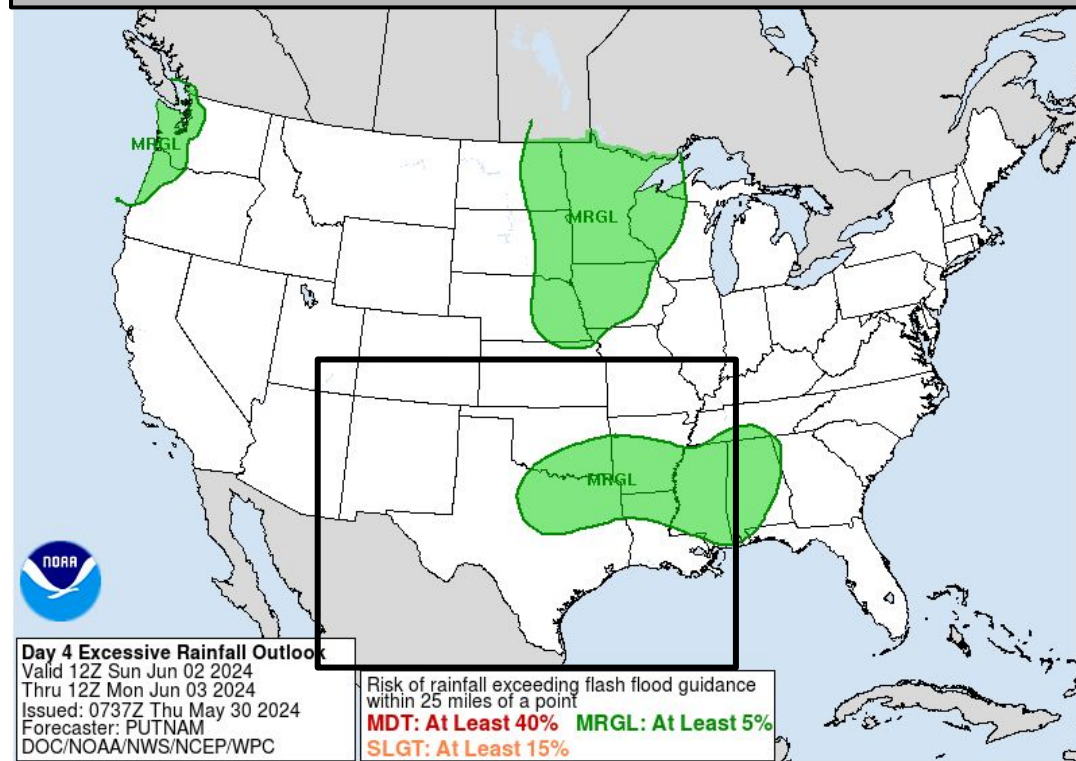 MRGL
MRGL
MRGL
NOAA
Day 4 Excessive Rainfall Outlook
Valid 12Z Sun Jun 02 2024
Thru 12Z Mon Jun 03 2024
Issued: 0737Z Thu May 30 2024
Forecaster: PUTNAM
DOC/NOAA/NWS/NCEP/WPC
Risk of rainfall exceeding flash flood guidance
within 25 miles of a point
MDT: At Least 40% MRGL: At Least 5%
SLGT: At Least 15%